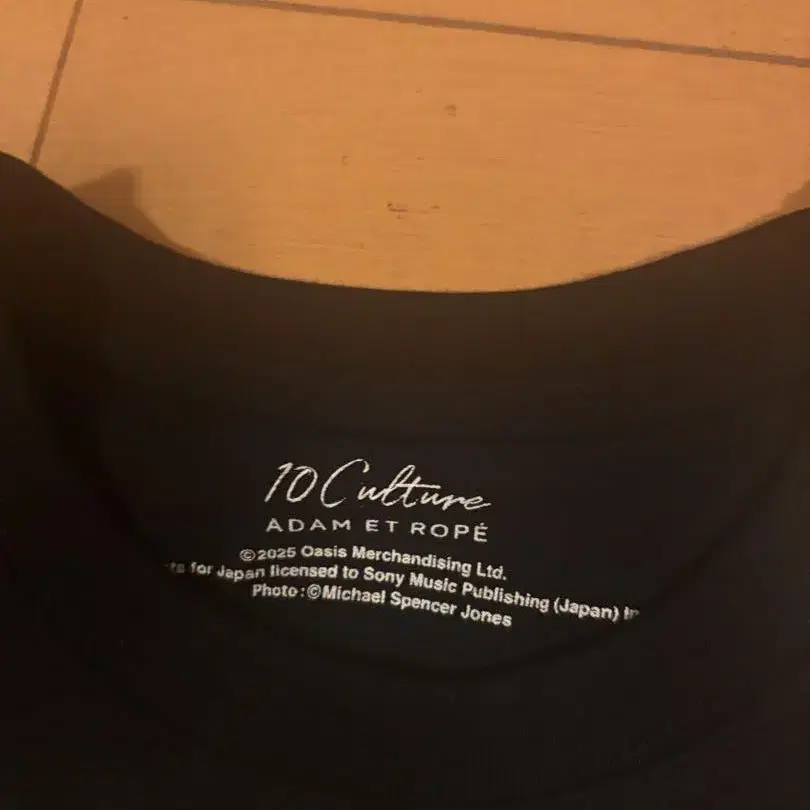 10 Culture
ADAM ET ROPÉ
©2025 Oasis Merchandising Ltd.
for Japan licensed to Sony Music Publishing (Japan)
Photo:©Michael Spencer Jones